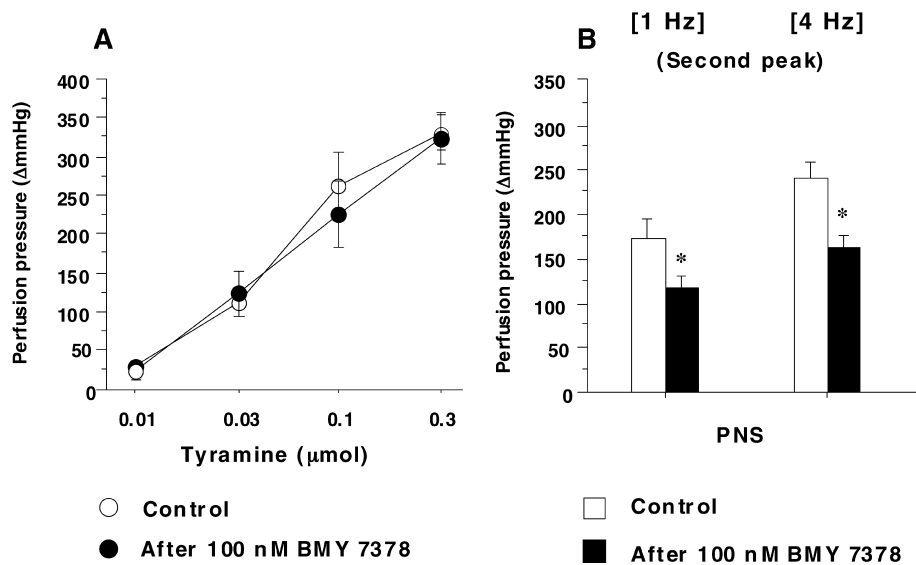 A
400
350
300
250
200
150
100
50
0
Perfusion pressure (ΔmmHg)
0.01 0.03 0.1 0.3
Tyramine (μmol)
Control
After 100 nM BMY 7378
B
[1 Hz] [4 Hz]
(Second peak)
350
300
250
200
150
100
50
0
Perfusion pressure (ΔmmHg)
*
*
PNS
Control
After 100 nM BMY 7378